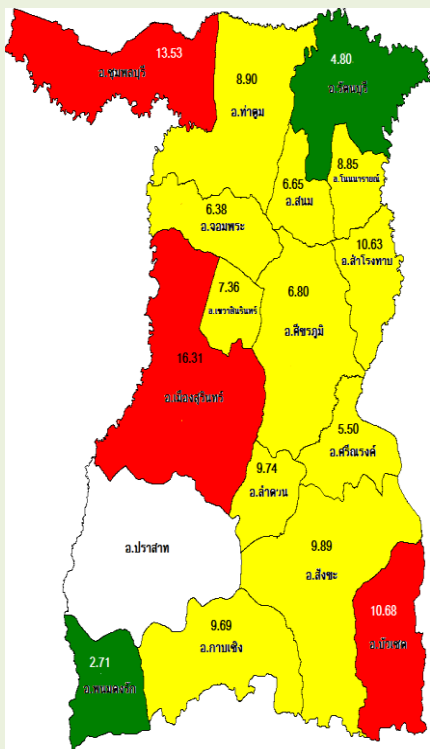 13.53
อ.ชุมพลบุรี
8.90
อ.ท่าตูม
4.80
อ.รัตนบุรี
8.85
อ.โนนนารายณ์
6.65
อ.สนม
6.38
อ.จอมพระ
10.63
อ.สำโรงทาบ
7.36
อ.เขวาสินรินทร์
6.80
อ.ศีขรภูมิ
16.31
อ.เมืองสุรินทร์
5.50
อ.ศรีณรงค์
9.74
อ.ลำดวน
อ.ปราสาท
9.89
อ.สังขะ
10.68
อ.บัวเชด
9.69
อ.กาบเชิง
2.71
อ.พนมดงรัก